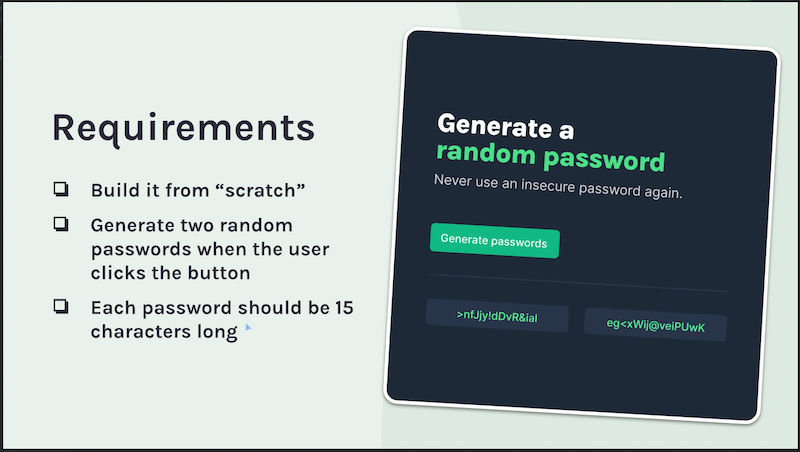 Requirements
Build it from “scratch”
Generate two random
passwords when the user
clicks the button
Each password should be 15
characters long
Generate a
random password
Never use an insecure password again.
Generate passwords
>nfJjy!dDvR&ial
eg<xWij@veiPUwK